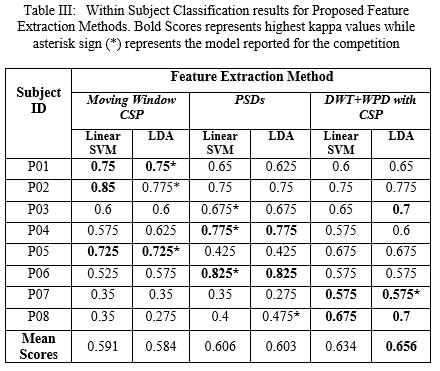 Table III: Within Subject Classification results for Proposed Feature
Extraction Methods. Bold Scores represents highest kappa values while
asterisk sign (*) represents the model reported for the competition
Subject ID Feature Extraction Method
Moving Window CSP PSDs DWT+WPD with CSP
Linear SVM LDA Linear SVM LDA Linear SVM LDA
P01 0.75 0.75* 0.65 0.625 0.6 0.65
P02 0.85 0.775* 0.75 0.75 0.75 0.775
P03 0.6 0.6 0.675* 0.675 0.65 0.7
P04 0.575 0.625 0.775* 0.775 0.575 0.6
P05 0.725 0.725* 0.425 0.425 0.675 0.675
P06 0.525 0.575 0.825* 0.825 0.575 0.575
P07 0.35 0.35 0.35 0.275 0.575 0.575*
P08 0.35 0.275 0.4 0.475* 0.675 0.7
Mean Scores 0.591 0.584 0.606 0.603 0.634 0.656